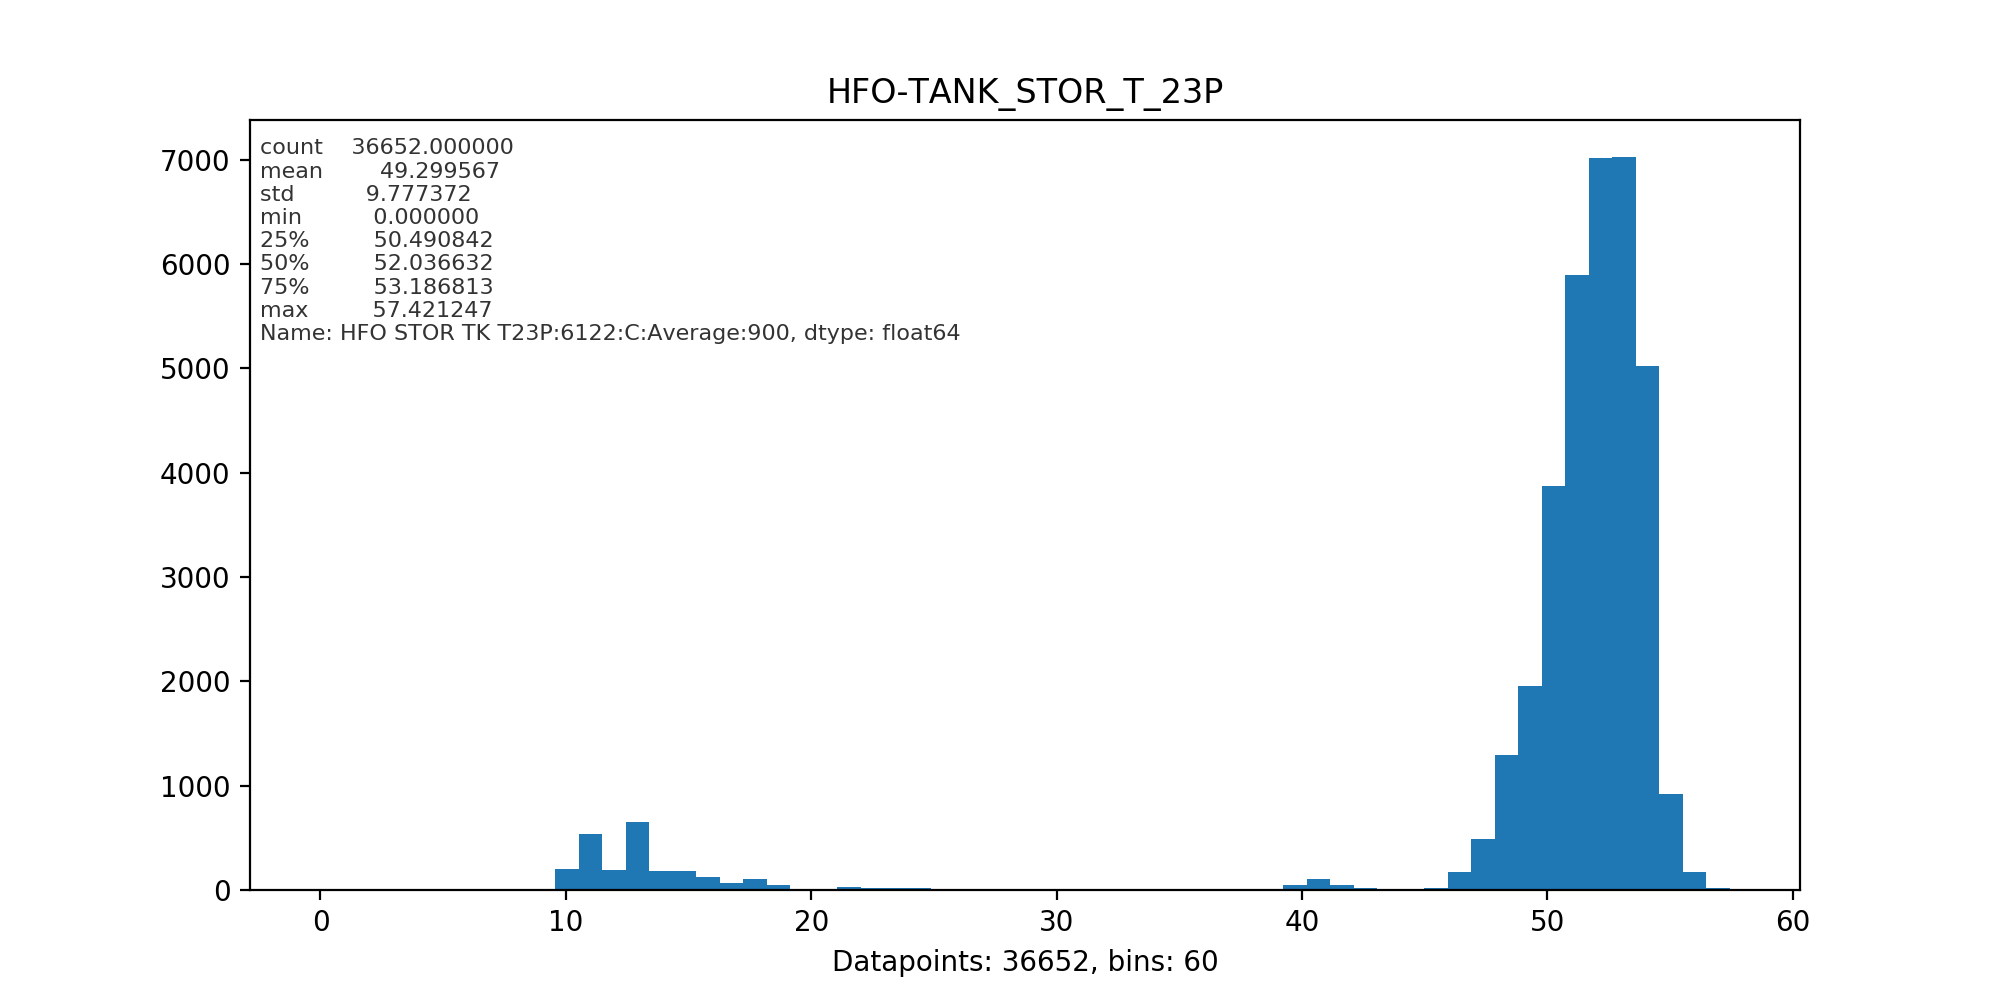 HFO-TANK_STOR_T_23P
count 36652.000000
mean 49.299567
std 9.777372
min 0.000000
25% 50.490842
50% 52.036632
75% 53.186813
max 57.421247
Name: HFO STOR TK T23P:6122:C:Average:900, dtype: float64
7000
6000
5000
4000
3000
2000
1000
0
0 10 20 30 40 50 60
Datapoints: 36652, bins: 60